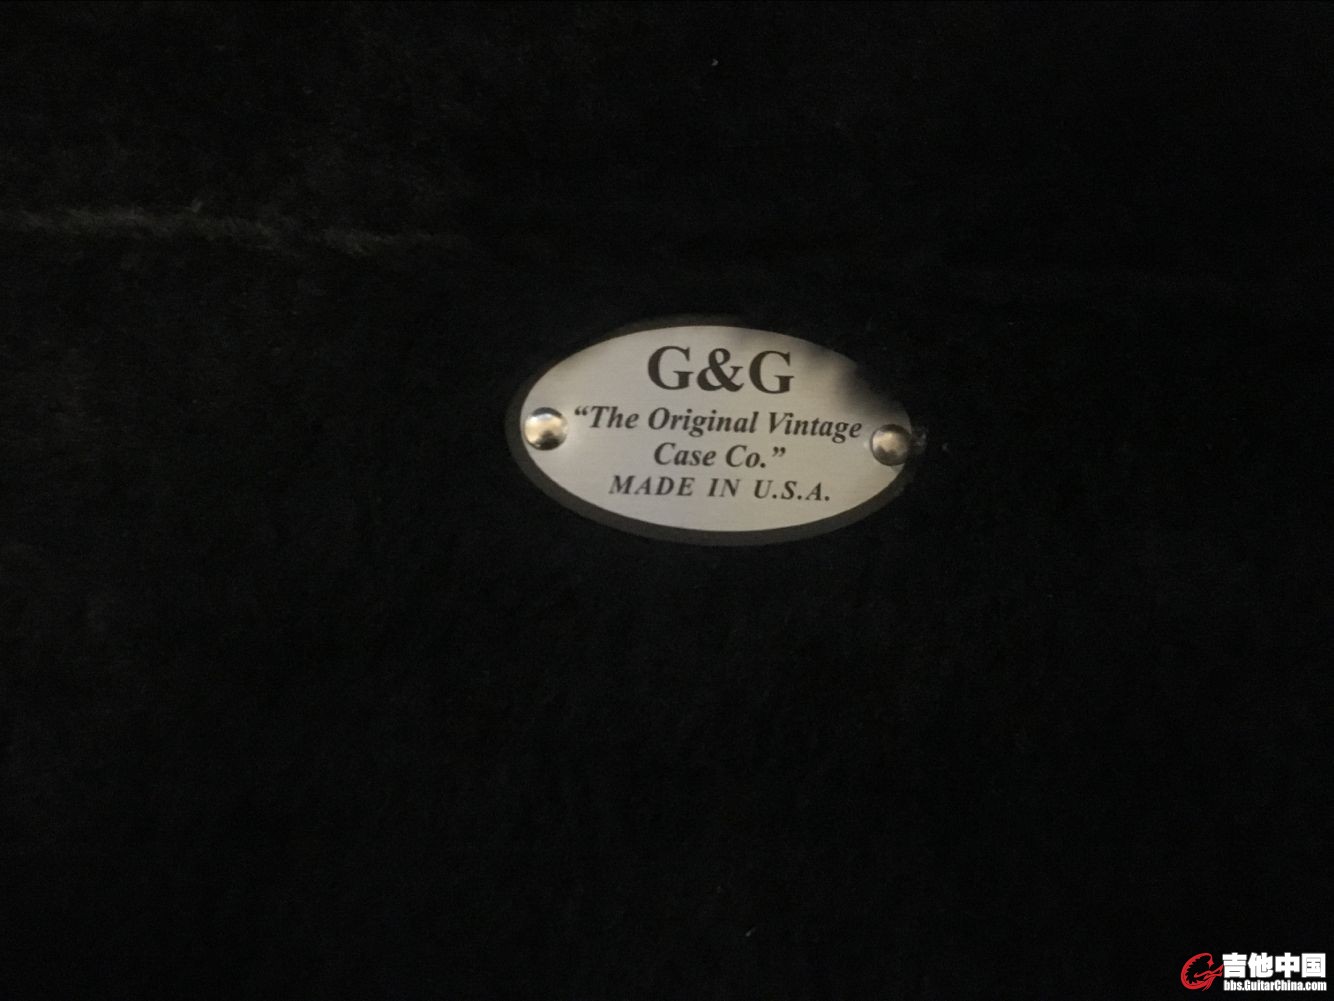 G&G
“The Original Vintage
Case Co.”
MADE IN U.S.A.
吉他中国
bbs.GuitarChina.com